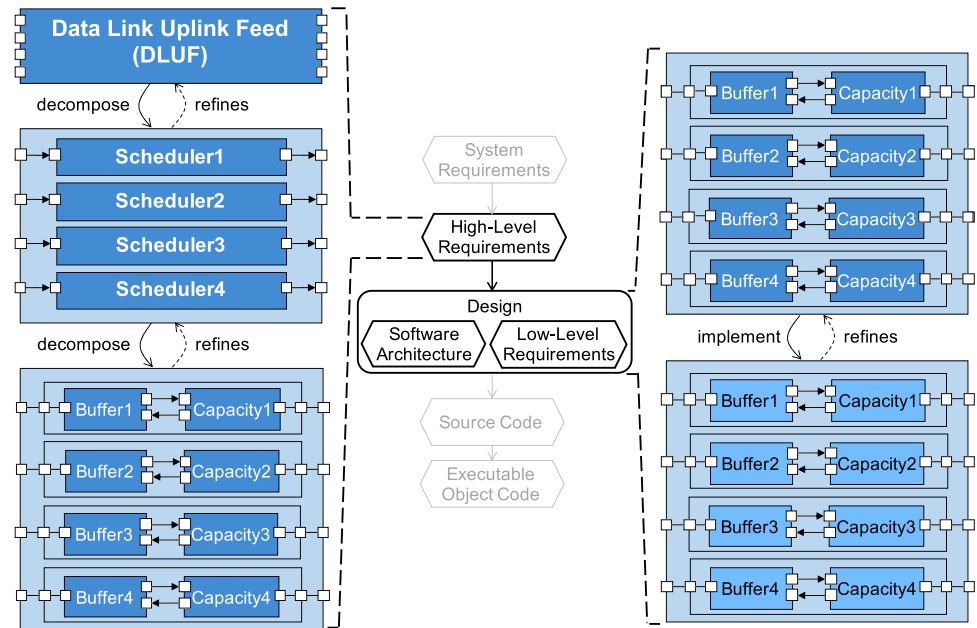 Data Link Uplink Feed
(DLUF)
decompose
refines
Scheduler1
Scheduler2
Scheduler3
Scheduler4
decompose
refines
Buffer1
Capacity1
Buffer2
Capacity2
Buffer3
Capacity3
Buffer4
Capacity4
System
Requirements
High-Level
Requirements
Design
Software
Architecture
Low-Level
Requirements
Source Code
Executable
Object Code
Buffer1
Capacity1
Buffer2
Capacity2
Buffer3
Capacity3
Buffer4
Capacity4
implement
refines
Buffer1
Capacity1
Buffer2
Capacity2
Buffer3
Capacity3
Buffer4
Capacity4